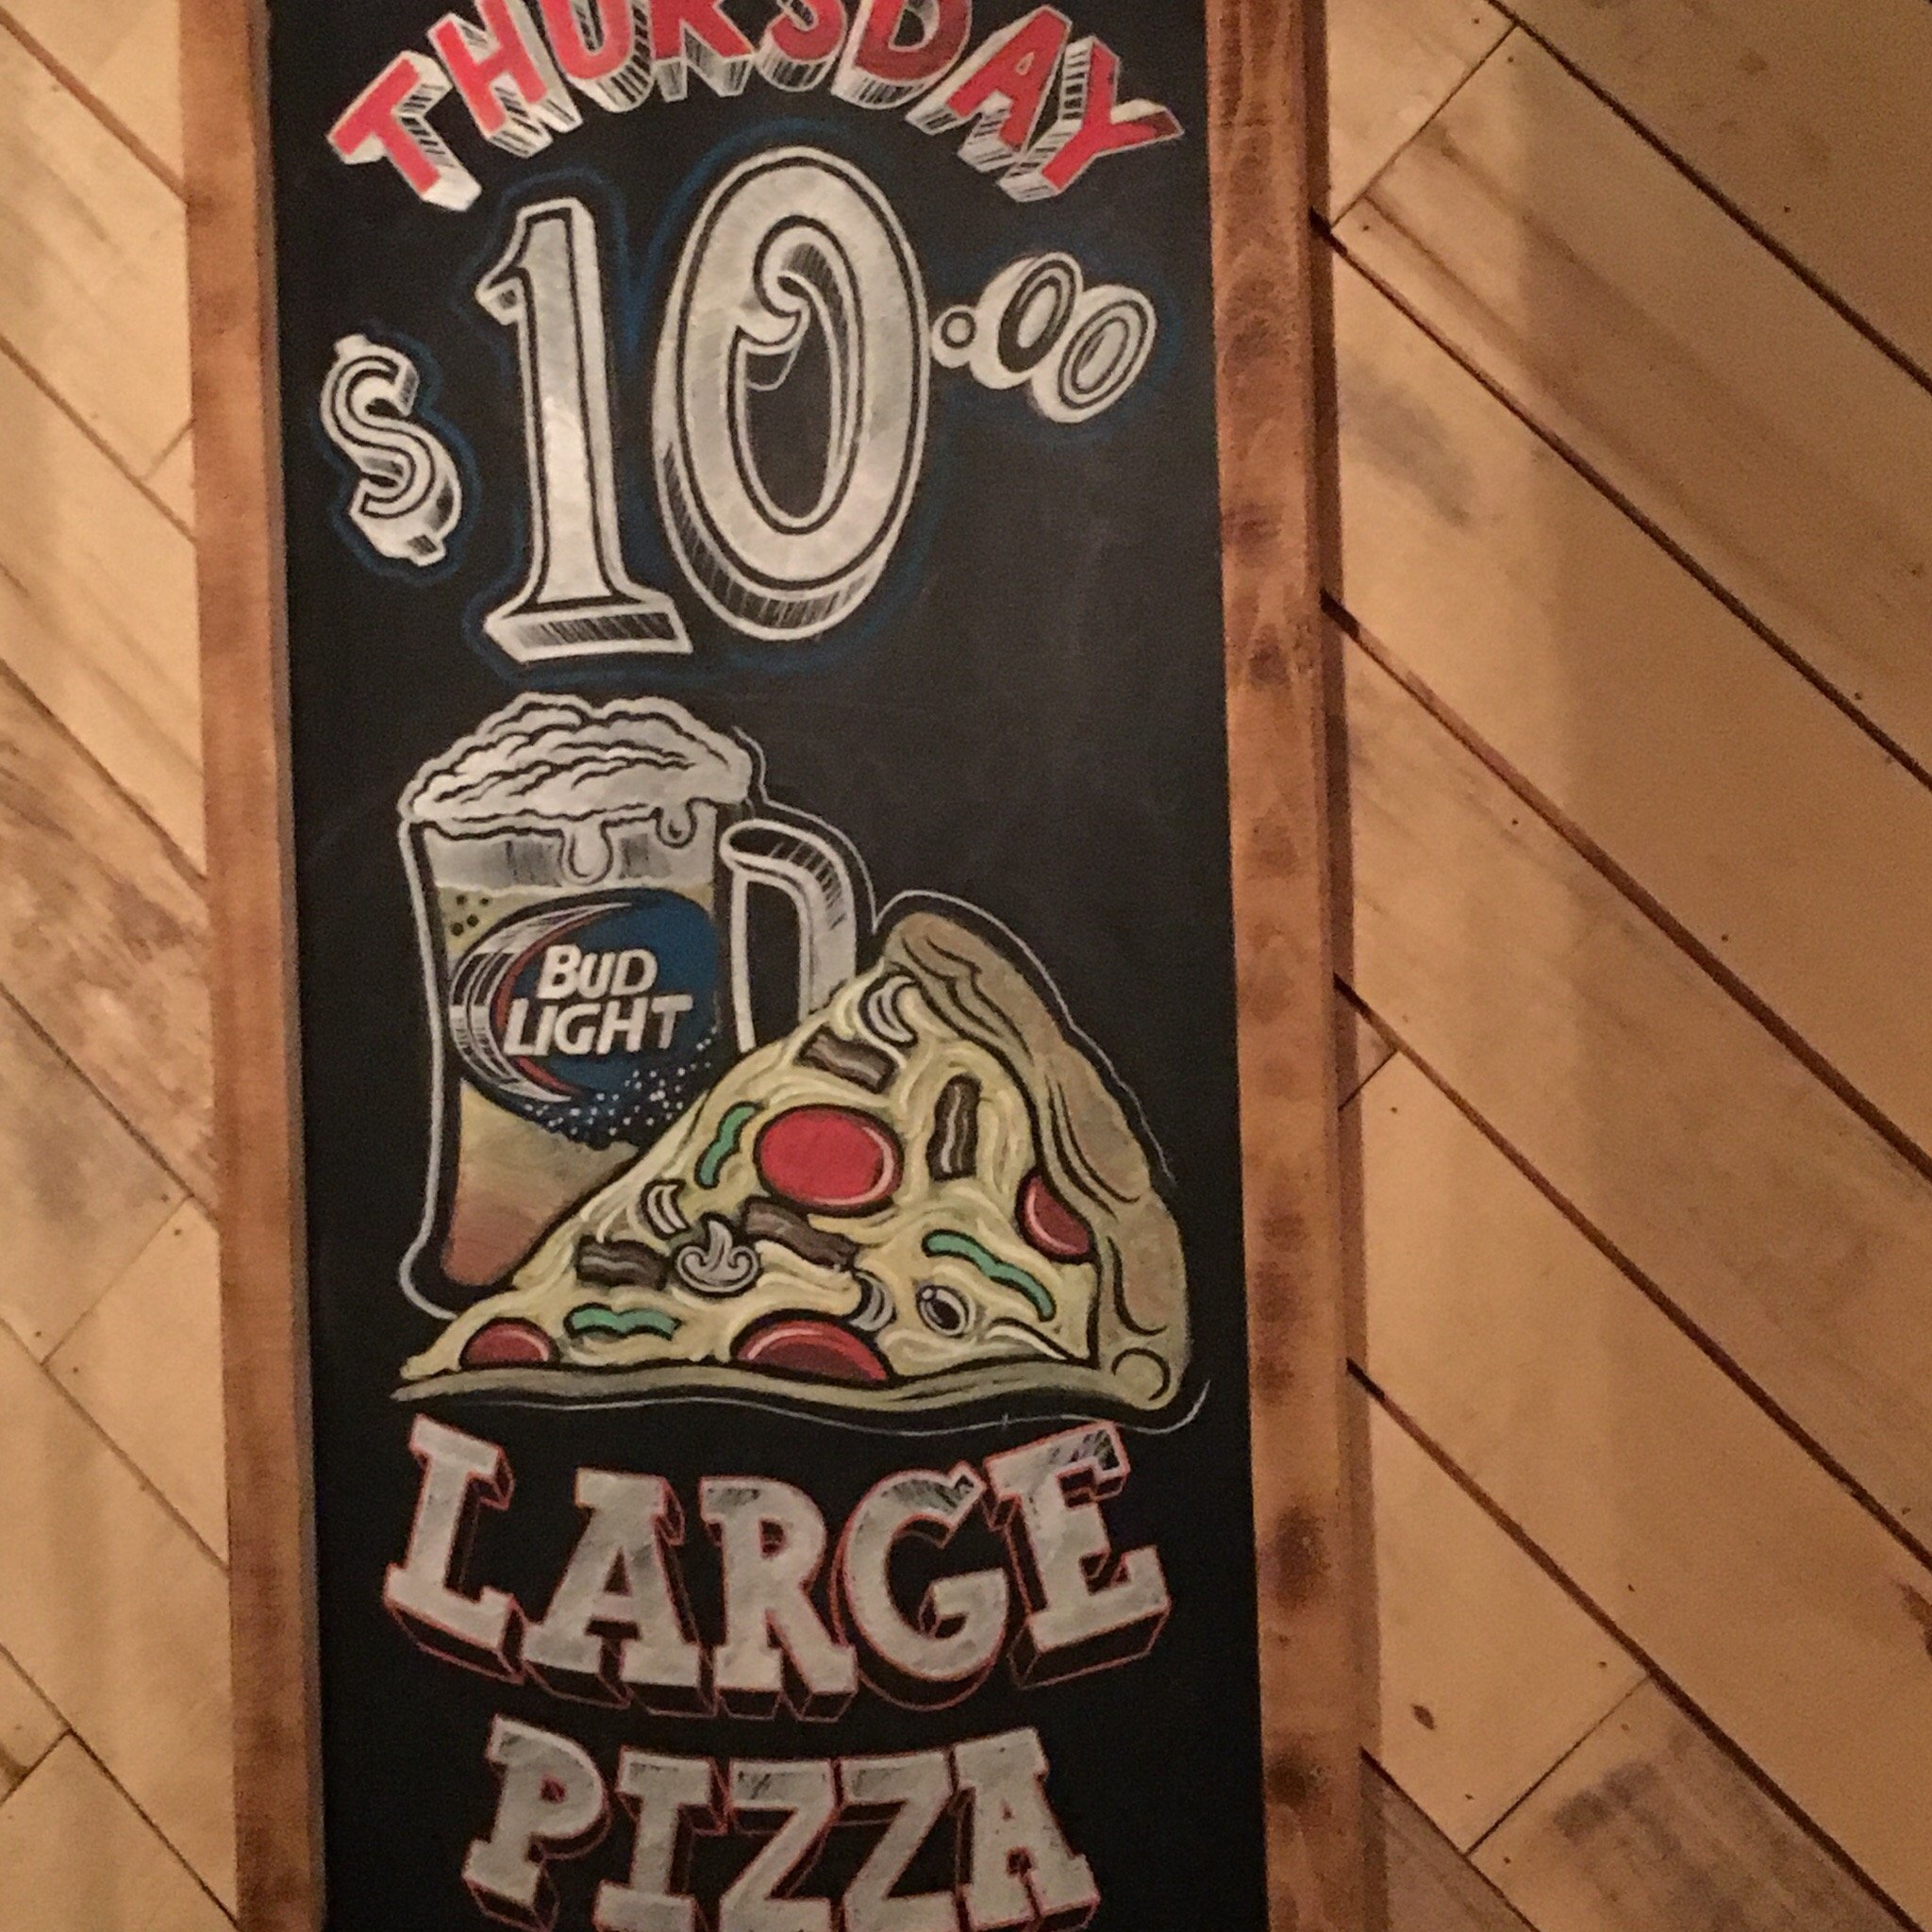 THURSDAY
$10.00
BUD
LIGHT
LARGE
PIZZA